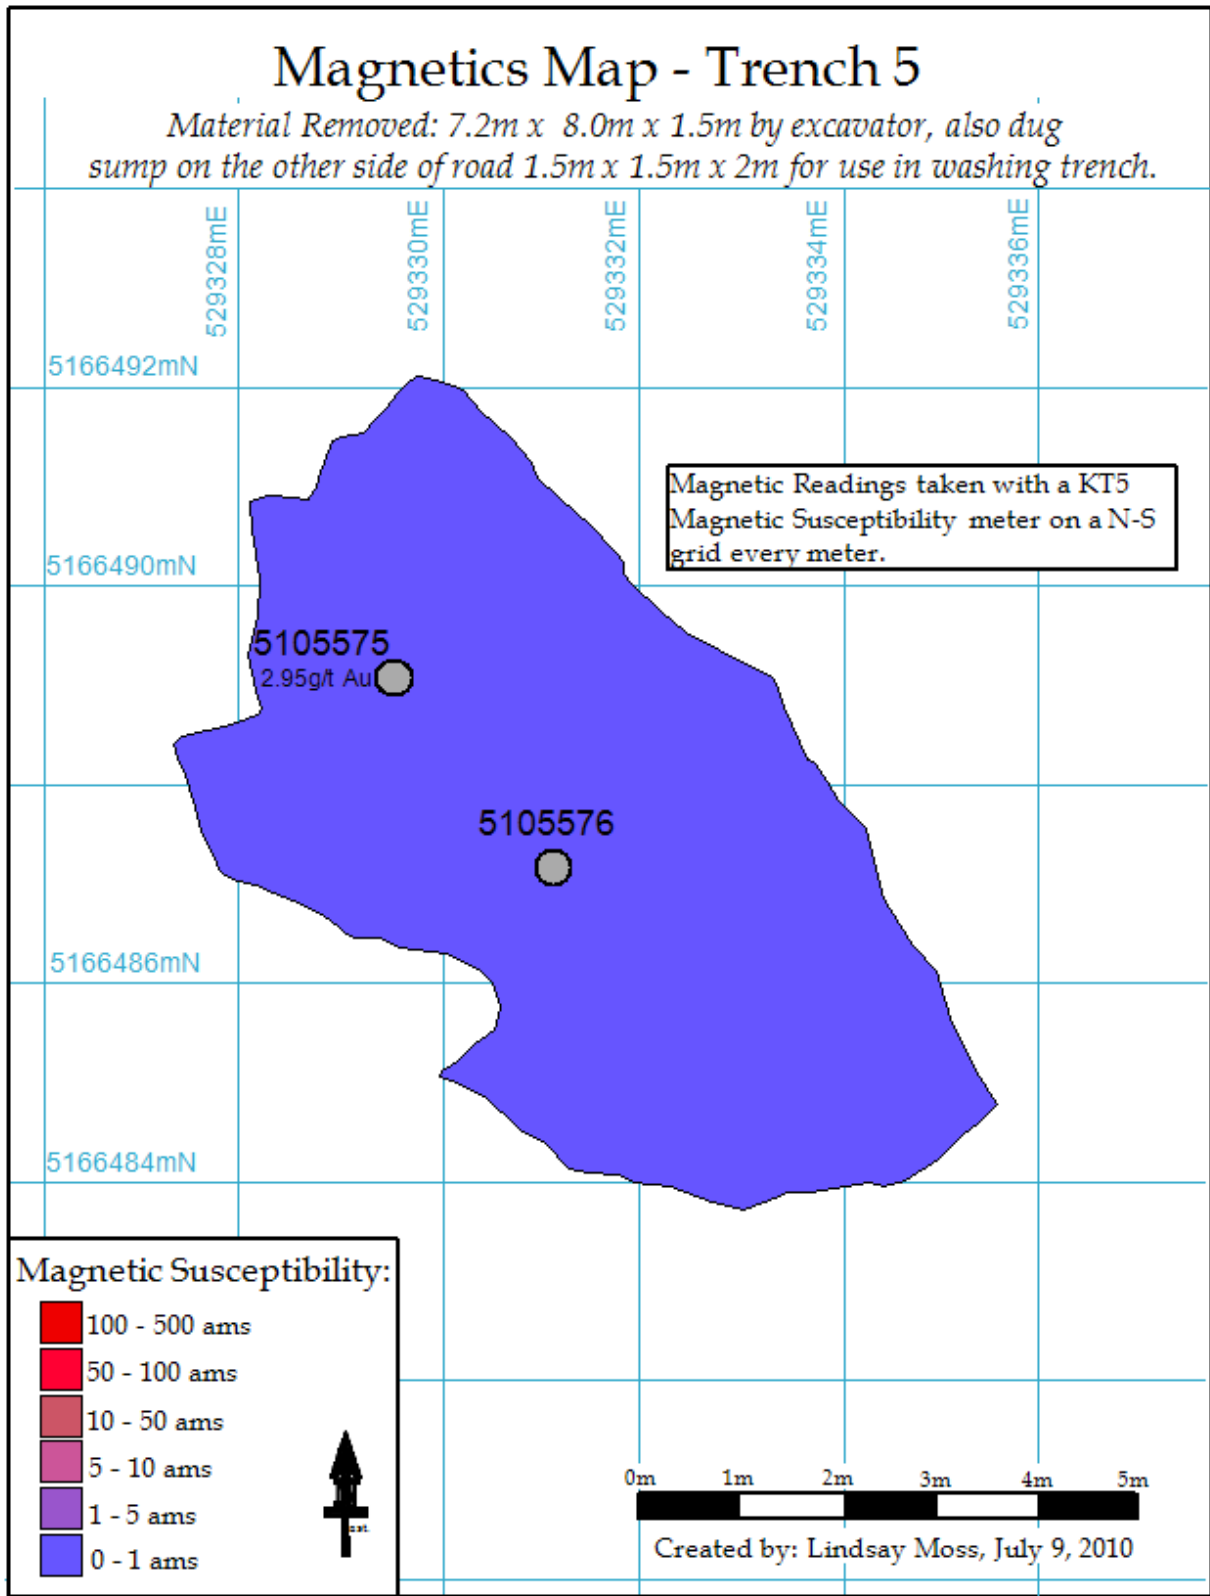 Magnetics Map - Trench 5
Material Removed: 7.2m x 8.0m x 1.5m by excavator, also dug
sump on the other side of road 1.5m x 1.5m x 2m for use in washing trench.
529328mE
529330mE
529332mE
529334mE
529336mE
5166492mN
Magnetic Readings taken with a KT5
Magnetic Susceptibility meter on a N-S
grid every meter.
5166490mN
5105575
2.95g/t Au
5105576
5166486mN
5166484mN
Magnetic Susceptibility:
100 - 500 ams
50 - 100 ams
10 - 50 ams
5 - 10 ams
1 - 5 ams
0 - 1 ams
0m 1m 2m 3m 4m 5m
Created by: Lindsay Moss, July 9, 2010